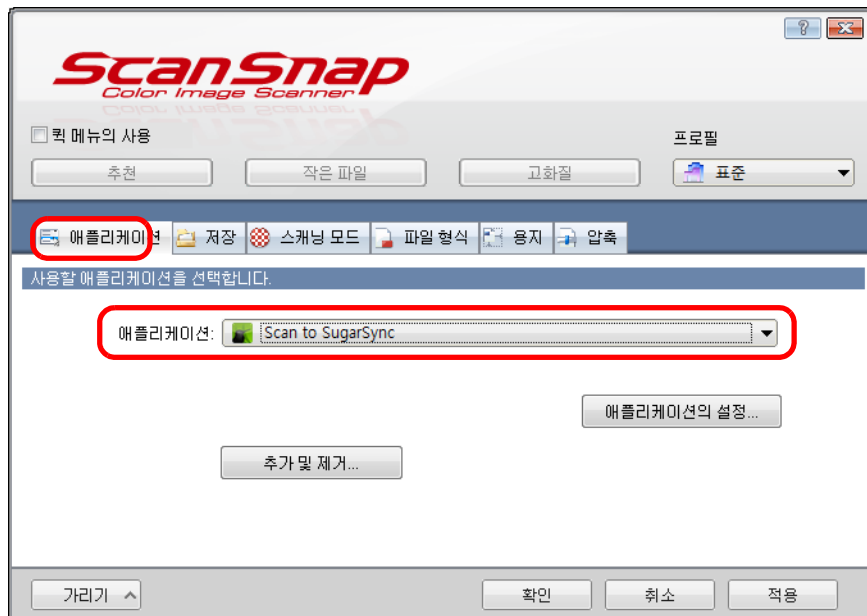 ScanSnap
Color Image Scanner
퀵 메뉴의 사용
프로필
추천
작은 파일
고화질
표준
애플리케이션
저장
스캐닝 모드
파일 형식
용지
압축
사용할 애플리케이션을 선택합니다.
애플리케이션: Scan to SugarSync
애플리케이션의 설정...
추가 및 제거...
가리기
확인
취소
적용